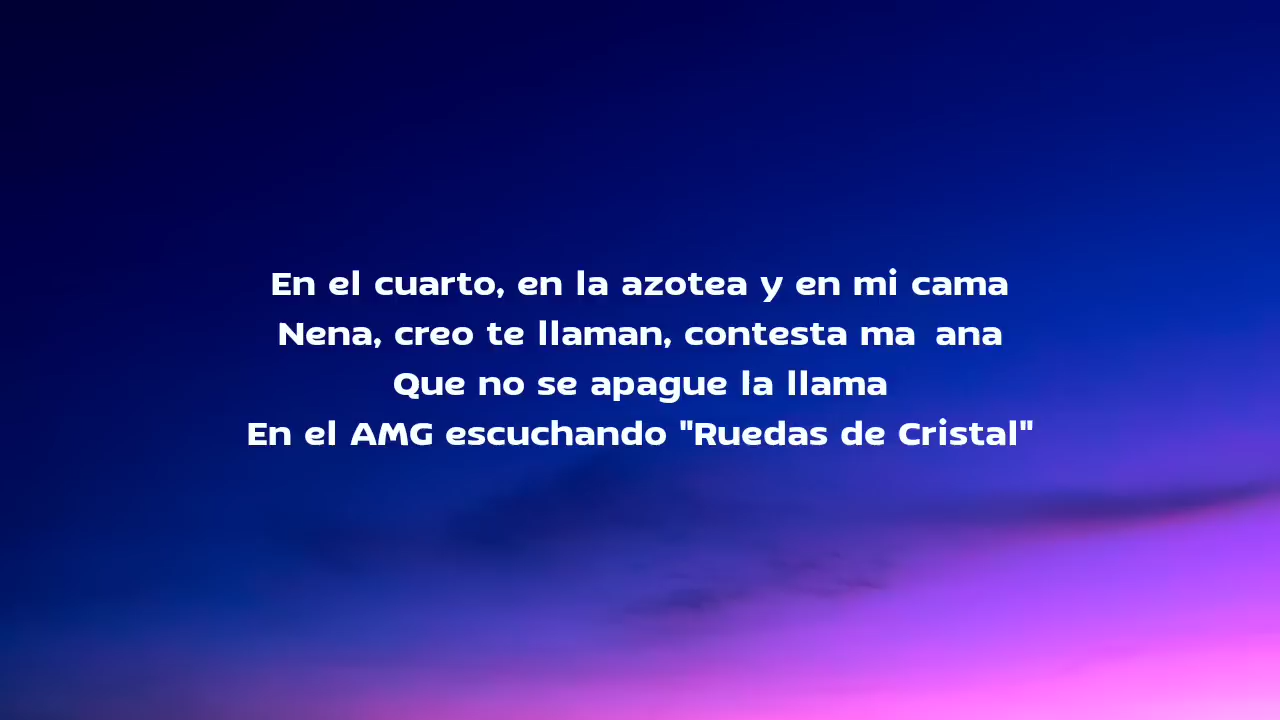 En el cuarto, en la azotea y en mi cama
Nena, creo te llaman, contesta ma ana
Que no se apague la llama
En el AMG escuchando "Ruedas de Cristal"